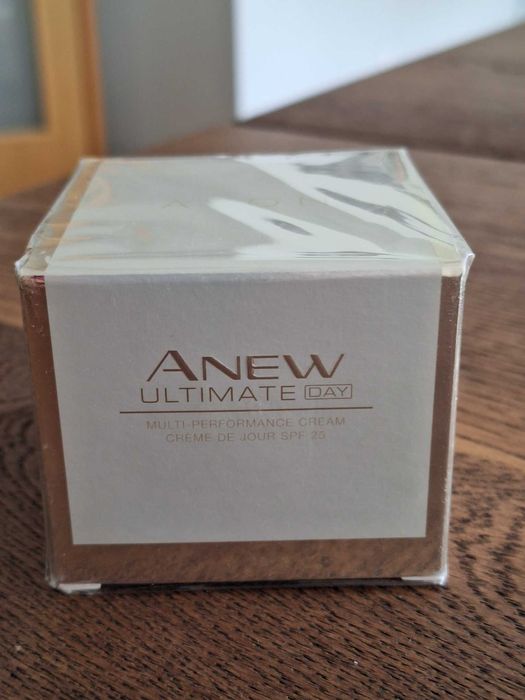 ANEW
ULTIMATE DAY
MULTI-PERFORMANCE CREAM
CRÈME DE JOUR SPF 25